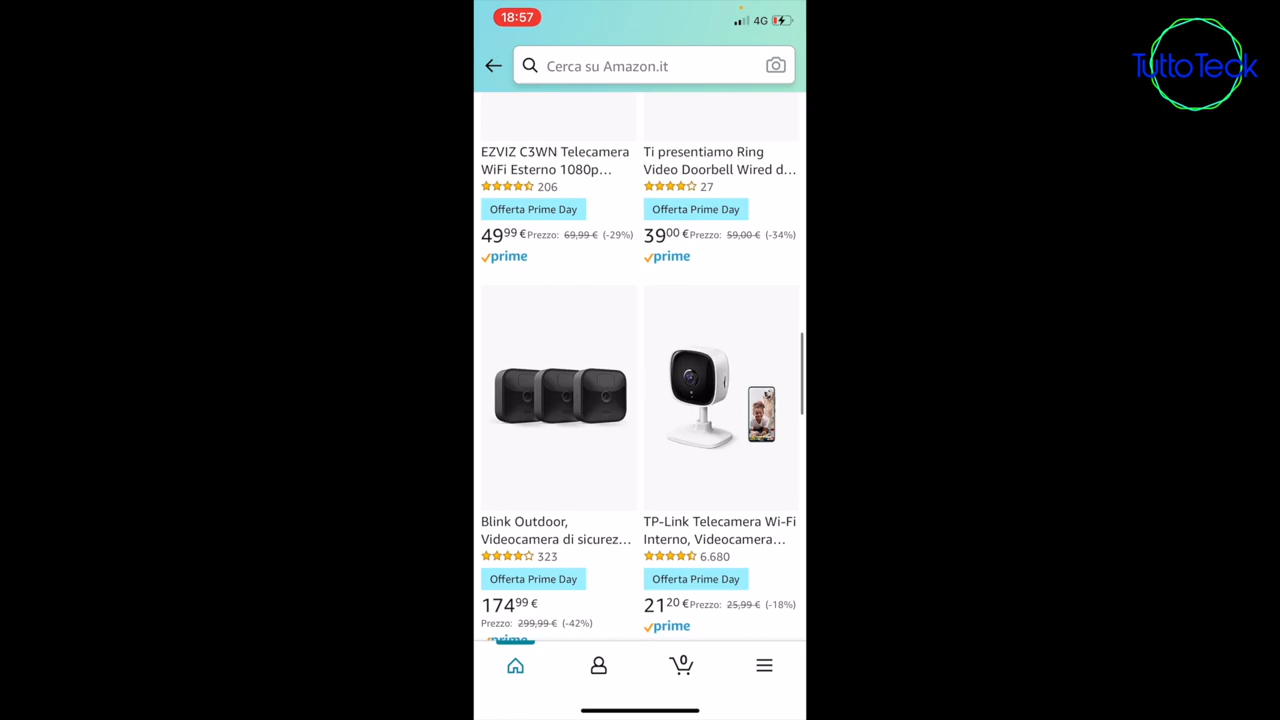 18:57
4G
TuttoTeck
Cerca su Amazon.it
EZVIZ C3WN Telecamera
WiFi Esterno 1080p...
206
Offerta Prime Day
49,99 € Prezzo: 69,99 € (-29%)
prime
Ti presentiamo Ring
Video Doorbell Wired d...
27
Offerta Prime Day
39,00 € Prezzo: 59,00 € (-34%)
prime
Blink Outdoor,
Videocamera di sicurez...
323
Offerta Prime Day
174,99 €
Prezzo: 299,99 € (-42%)
prime
TP-Link Telecamera Wi-Fi
Interno, Videocamera...
6.680
Offerta Prime Day
21,20 € Prezzo: 25,99 € (-18%)
prime
0